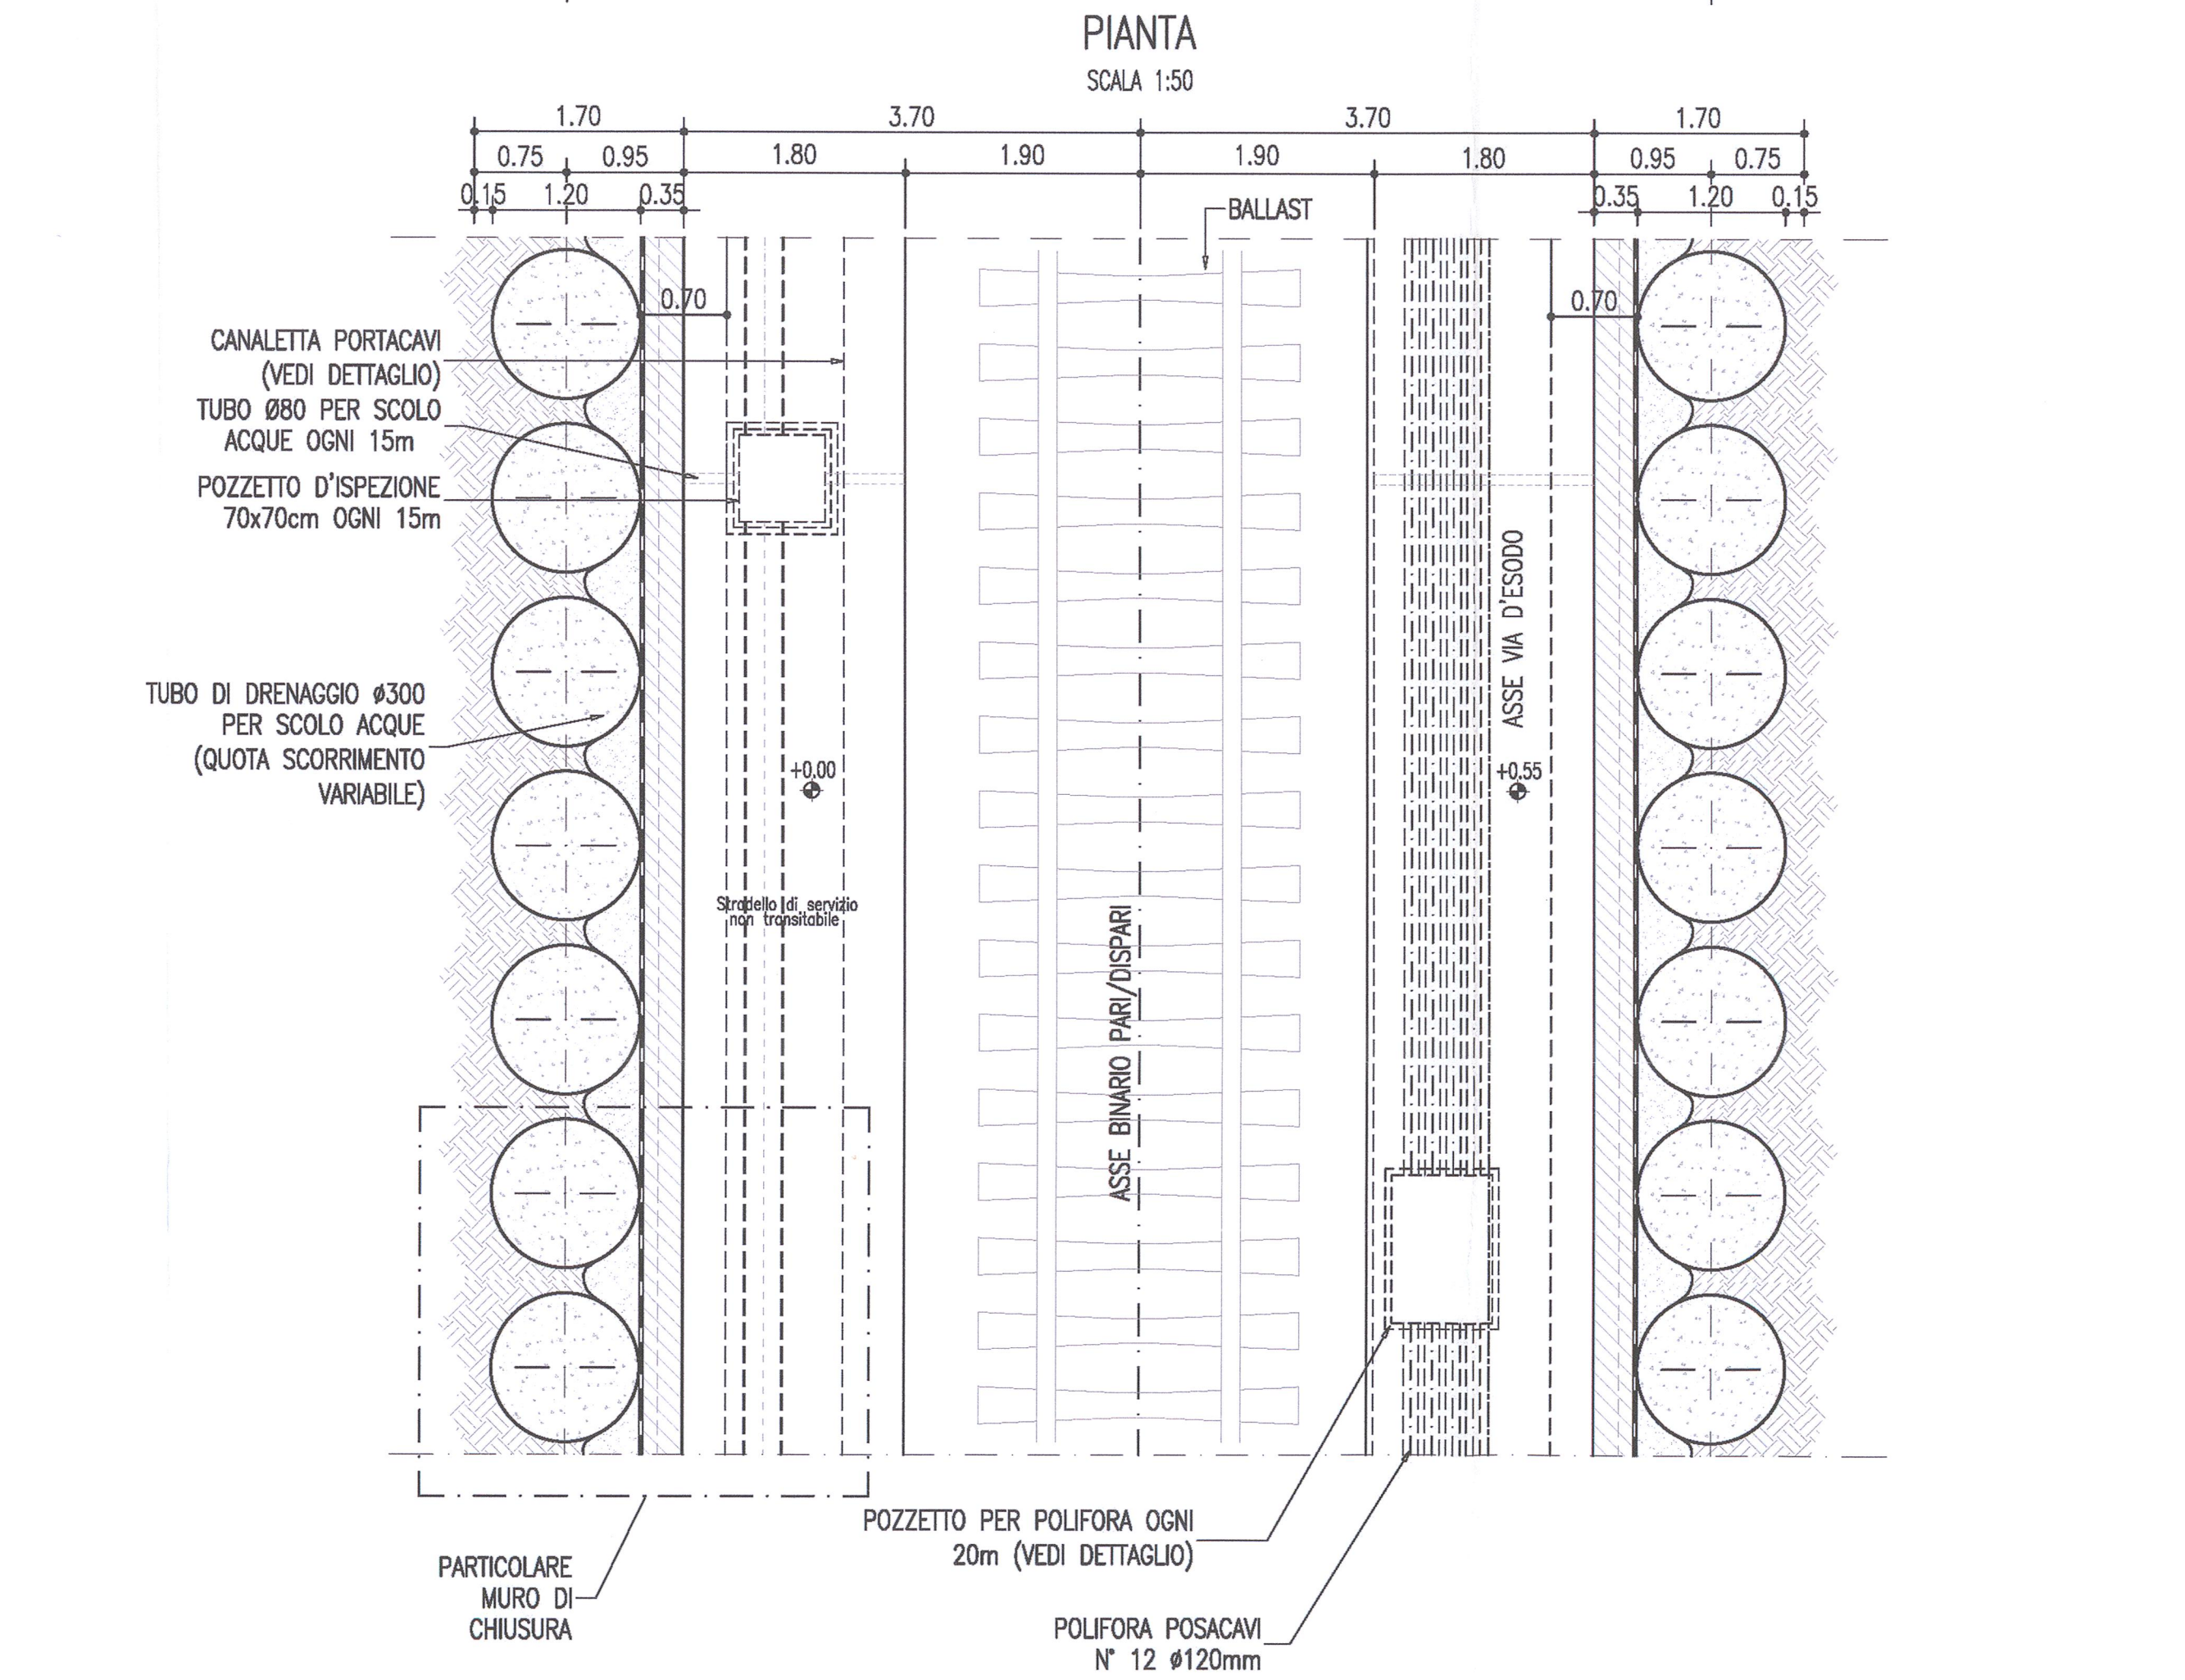 PIANTA
SCALA 1:50
1.70
3.70
3.70
1.70
0.75
0.95
1.80
1.90
1.90
1.80
0.95
0.75
0.15
1.20
0.35
0.35
1.20
0.15
BALLAST
0.70
0.70
CANALETTA PORTACAVI
(VEDI DETTAGLIO)
TUBO Ø80 PER SCOLO
ACQUE OGNI 15m
POZZETTO D'ISPEZIONE
70x70cm OGNI 15m
ASSE VIA D'ESODO
TUBO DI DRENAGGIO ø300
PER SCOLO ACQUE
(QUOTA SCORRIMENTO
VARIABILE)
+0.00
+0.55
Stradello di servizio
non transitabile
ASSE BINARIO PARI/DISPARI
POZZETTO PER POLIFORA OGNI
20m (VEDI DETTAGLIO)
PARTICOLARE
MURO DI
CHIUSURA
POLIFORA POSACAVI
N° 12 ø120mm